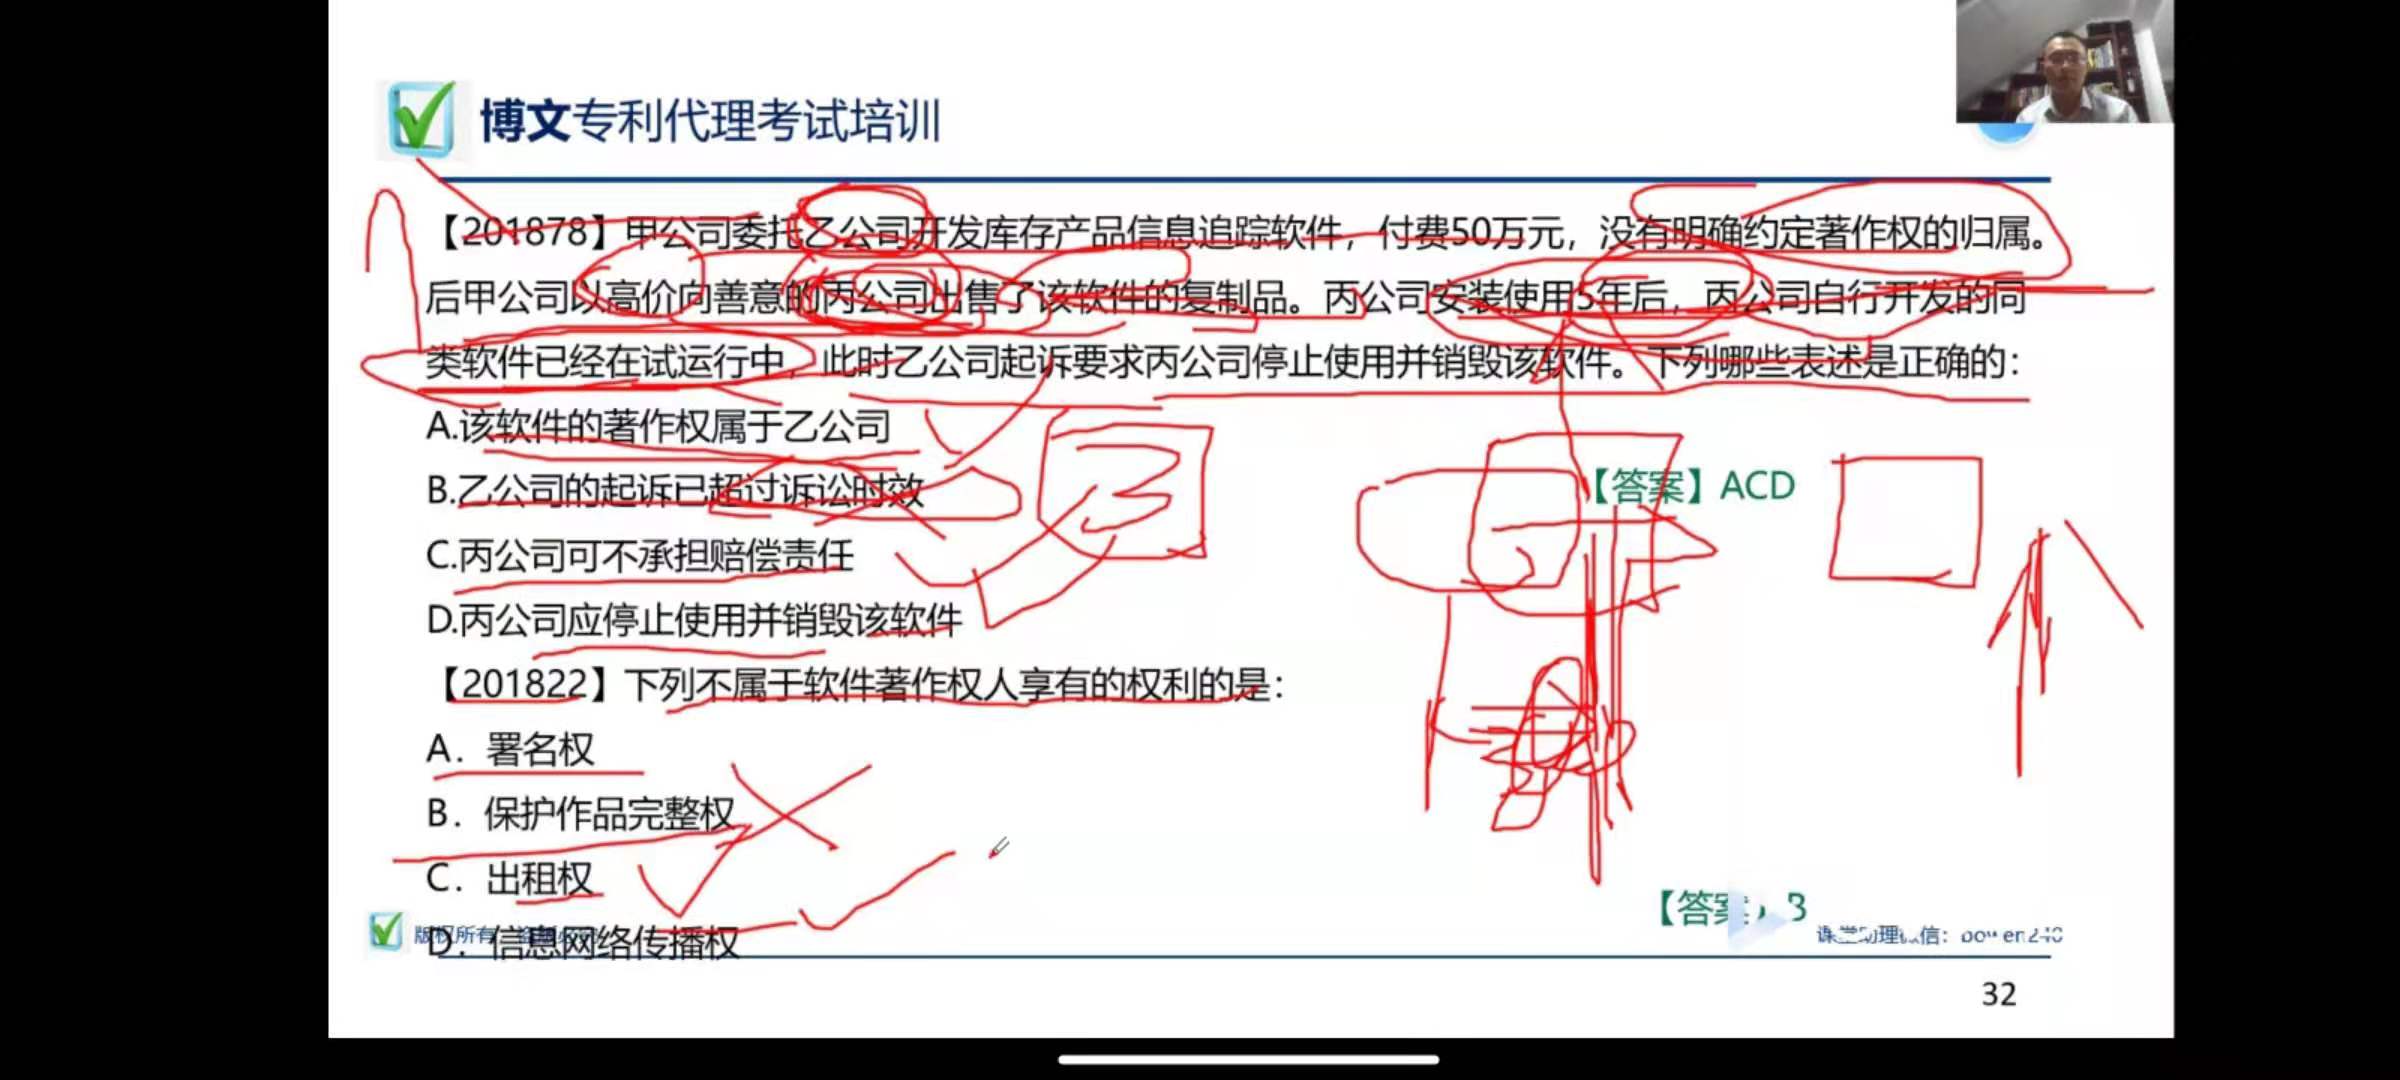 博文专利代理考试培训
【201878】甲公司委托乙公司开发库存产品信息追踪软件，付费50万元，没有明确约定著作权的归属。
后甲公司以高价向善意的丙公司出售了该软件的复制品。丙公司安装使用5年后，丙公司自行开发的同
类软件已经在试运行中，此时乙公司起诉要求丙公司停止使用并销毁该软件。下列哪些表述是正确的：
A.该软件的著作权属于乙公司
B.乙公司的起诉已超过诉讼时效
【答案】ACD
C.丙公司可不承担赔偿责任
D.丙公司应停止使用并销毁该软件
【201822】下列不属于软件著作权人享有的权利的是：
A．署名权
B．保护作品完整权
C．出租权
【答案】B
版权所有
D．信息网络传播权
课堂助理微信：
32